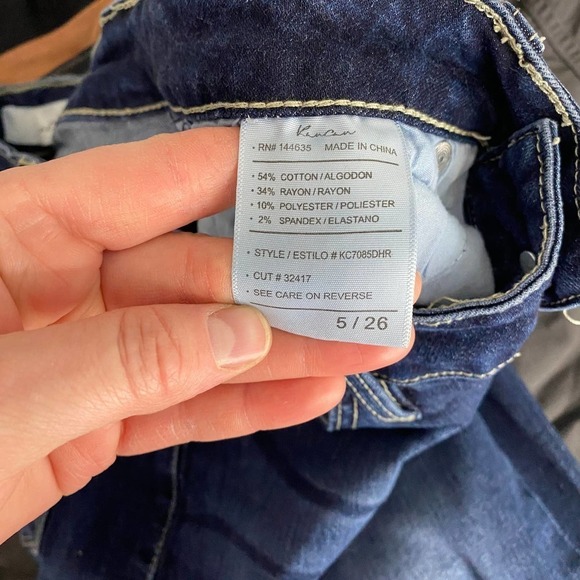 KanCan
• RN# 144635 MADE IN CHINA
• 54% COTTON / ALGODON
• 34% RAYON / RAYON
• 10% POLYESTER / POLIESTER
• 2% SPANDEX / ELASTANO
• STYLE / ESTILO # KC7085DHR
• CUT # 32417
• SEE CARE ON REVERSE
5 / 26